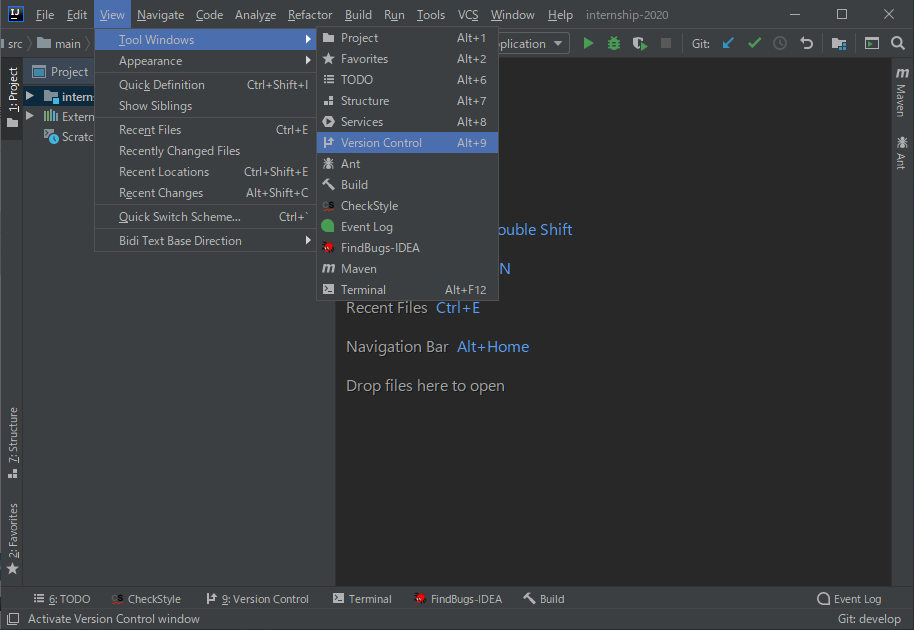 IJ File Edit View Navigate Code Analyze Refactor Build Run Tools VCS Window Help internship-2020
src main plication Git:
Project
intern
Extern
Scratc
1: Project
7: Structure
2: Favorites
Tool Windows
Appearance
Quick Definition Ctrl+Shift+I
Show Siblings
Recent Files Ctrl+E
Recently Changed Files
Recent Locations Ctrl+Shift+E
Recent Changes Alt+Shift+C
Quick Switch Scheme... Ctrl+`
Bidi Text Base Direction
Project Alt+1
Favorites Alt+2
TODO Alt+6
Structure Alt+7
Services Alt+8
Version Control Alt+9
Ant
Build
CS CheckStyle
Event Log
FindBugs-IDEA
m Maven
Terminal Alt+F12
ouble Shift
N
Recent Files Ctrl+E
Navigation Bar Alt+Home
Drop files here to open
m Maven
Ant
6: TODO CS CheckStyle 9: Version Control Terminal FindBugs-IDEA Build Event Log
Activate Version Control window Git: develop